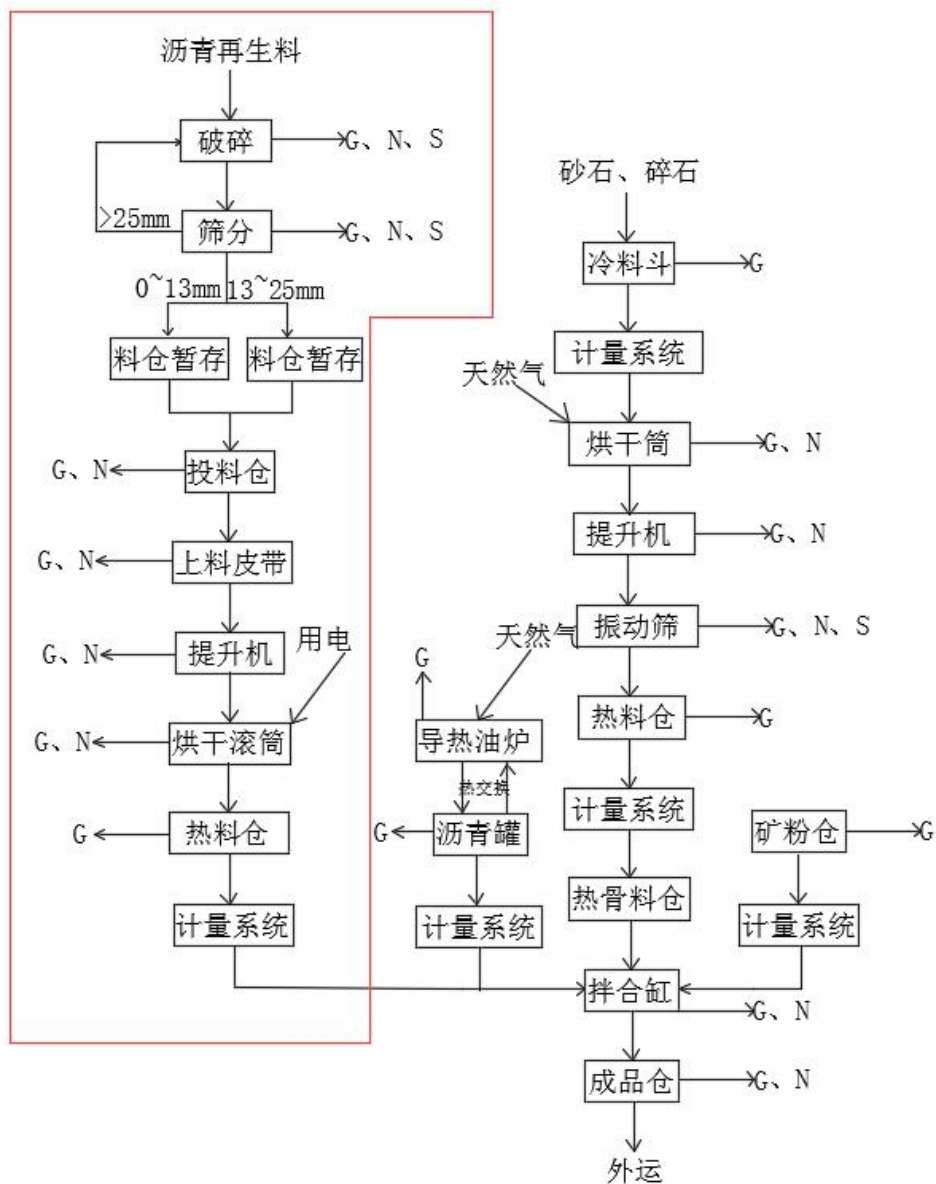 沥青再生料
破碎
G、N、S
>25mm
筛分
G、N、S
0~13mm
13~25mm
料仓暂存
料仓暂存
投料仓
G、N
上料皮带
G、N
提升机
G、N
用电
烘干滚筒
G、N
热料仓
G
计量系统
天然气
G
导热油炉
热交换
沥青罐
G
计量系统
砂石、碎石
冷料斗
G
计量系统
天然气
烘干筒
G、N
提升机
G、N
振动筛
G、N、S
热料仓
G
计量系统
热骨料仓
矿粉仓
G
计量系统
拌合缸
G、N
成品仓
G、N
外运